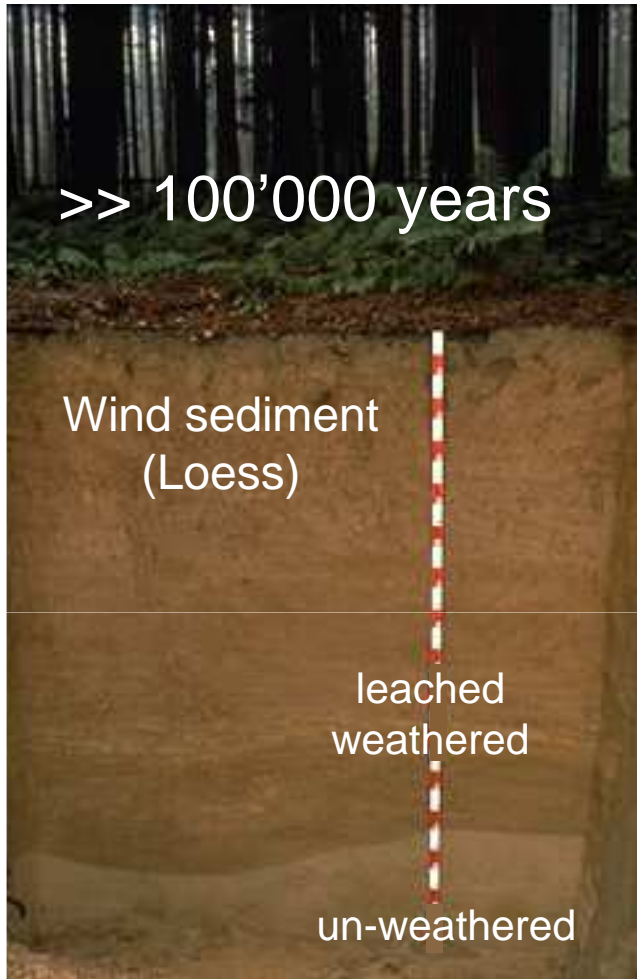 >> 100'000 years
Wind sediment
(Loess)
leached
weathered
un-weathered